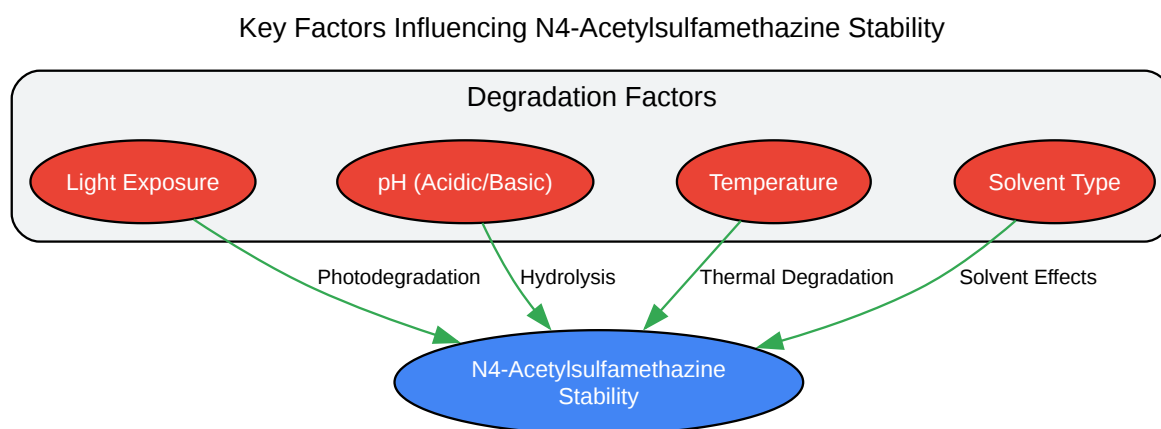 Key Factors Influencing N4-Acetylsulfamethazine Stability
Degradation Factors
Light Exposure
pH (Acidic/Basic)
Temperature
Solvent Type
Photodegradation
Hydrolysis
Thermal Degradation
Solvent Effects
N4-Acetylsulfamethazine
Stability